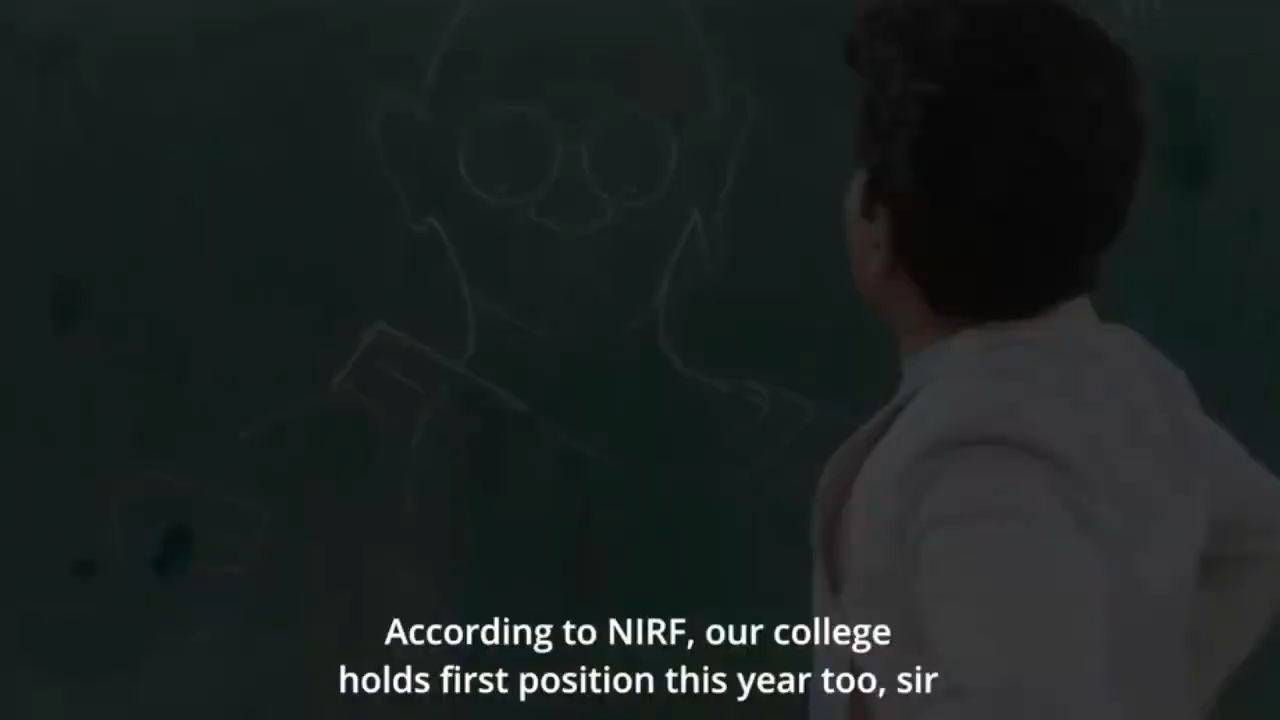 According to NIRF, our college
holds first position this year too, sir